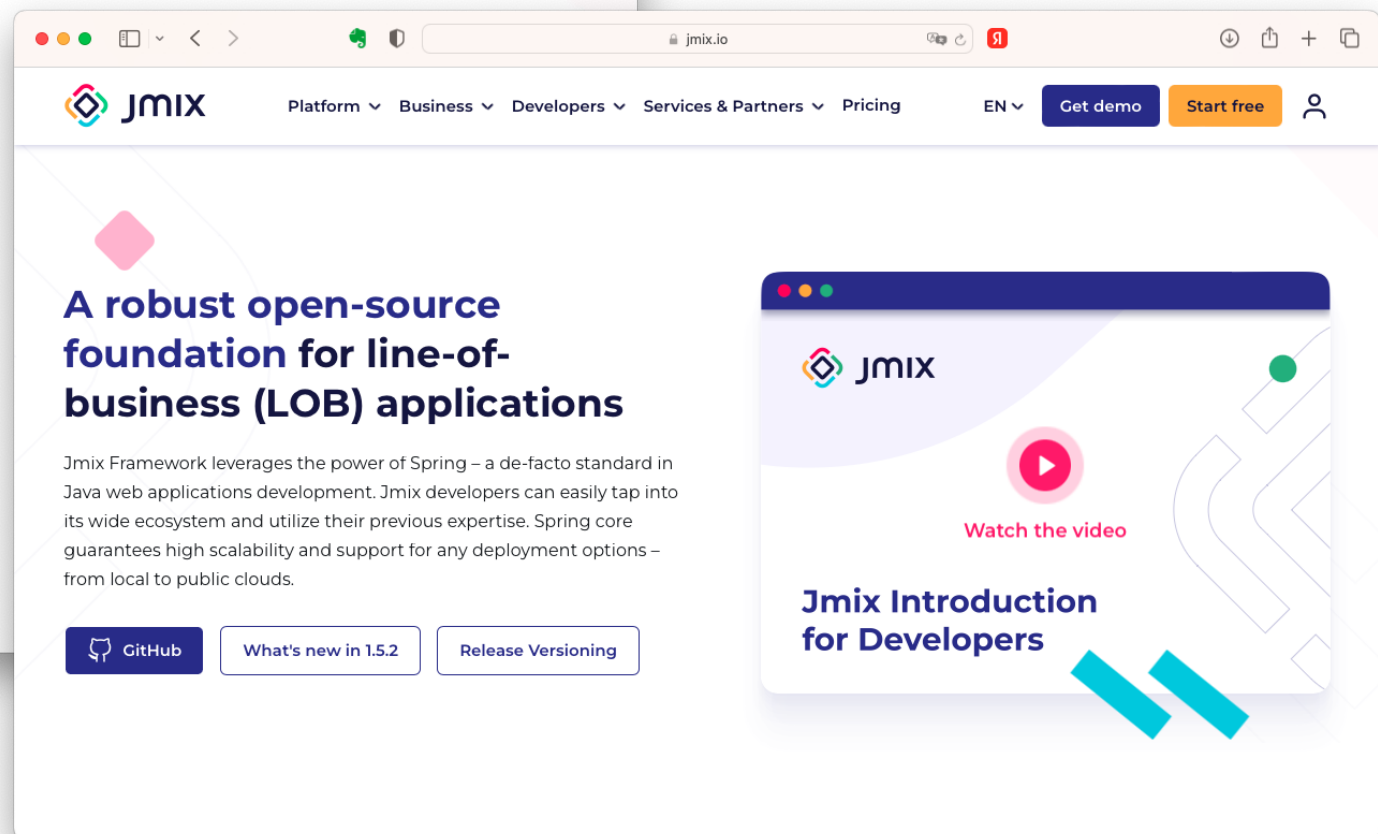 jmix.io
Я
JMIX
Platform Business Developers Services & Partners Pricing EN Get demo Start free
A robust open-source
foundation for line-of-
business (LOB) applications
Jmix Framework leverages the power of Spring – a de-facto standard in
Java web applications development. Jmix developers can easily tap into
its wide ecosystem and utilize their previous expertise. Spring core
guarantees high scalability and support for any deployment options –
from local to public clouds.
GitHub What's new in 1.5.2 Release Versioning
JMIX
Watch the video
Jmix Introduction
for Developers